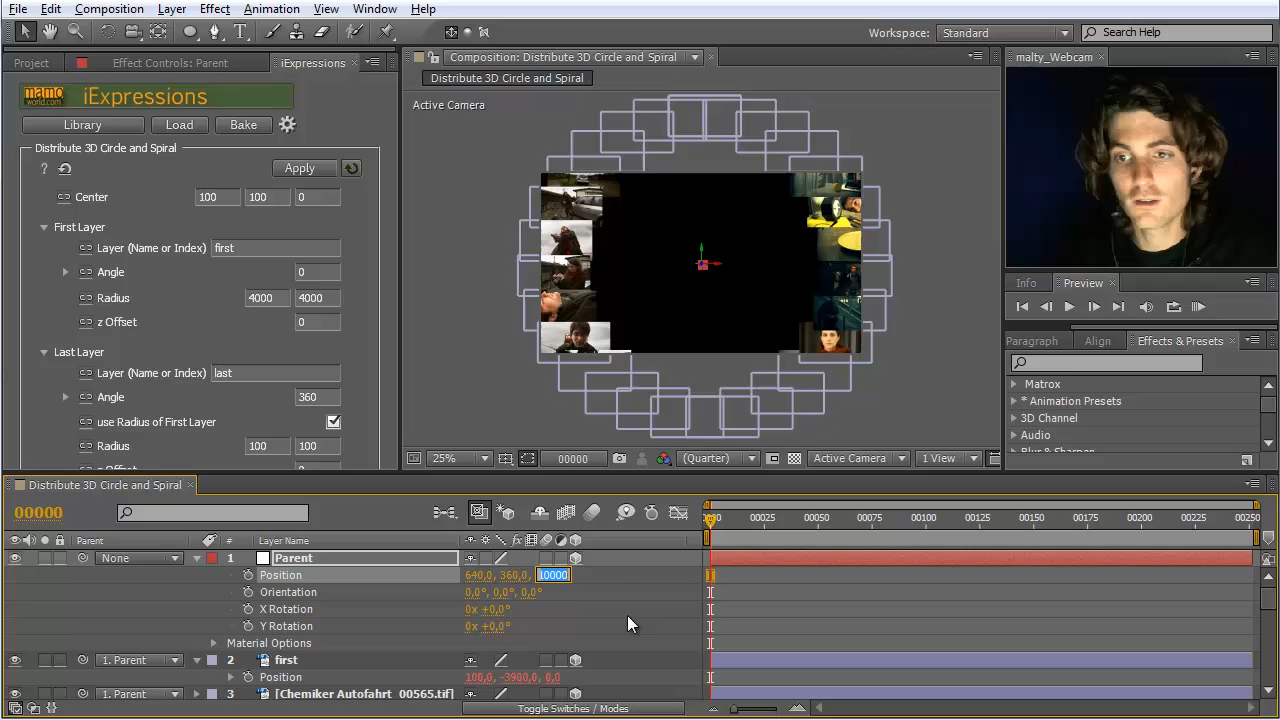 File Edit Composition Layer Effect Animation View Window Help
Workspace: Standard Search Help
Project Effect Controls: Parent iExpressions Composition: Distribute 3D Circle and Spiral malty_Webcam
mamo world.com iExpressions Distribute 3D Circle and Spiral
Active Camera
Library Load Bake
Distribute 3D Circle and Spiral
Apply
Center 100 100 0
First Layer
Layer (Name or Index) first
Angle 0
Info Preview
Radius 4000 4000
z Offset 0
Paragraph Align Effects & Presets
Last Layer
Layer (Name or Index) last
Matrox
Angle 360
* Animation Presets
3D Channel
use Radius of First Layer
Audio
Radius 100 100
25% 00000 (Quarter) Active Camera 1 View
Distribute 3D Circle and Spiral
00000
00025 00050 00075 00100 00125 00150 00175 00200 00225 00250
Parent # Layer Name
None 1 Parent
Position 640,0, 360,0, 10000
Orientation 0,0°, 0,0°, 0,0°
X Rotation 0x +0,0°
Y Rotation 0x +0,0°
Material Options
1. Parent 2 first
Position 100,0, -3900,0, 0,0
1. Parent 3 [Chemiker Autofahrt_00565.tif]
Toggle Switches / Modes